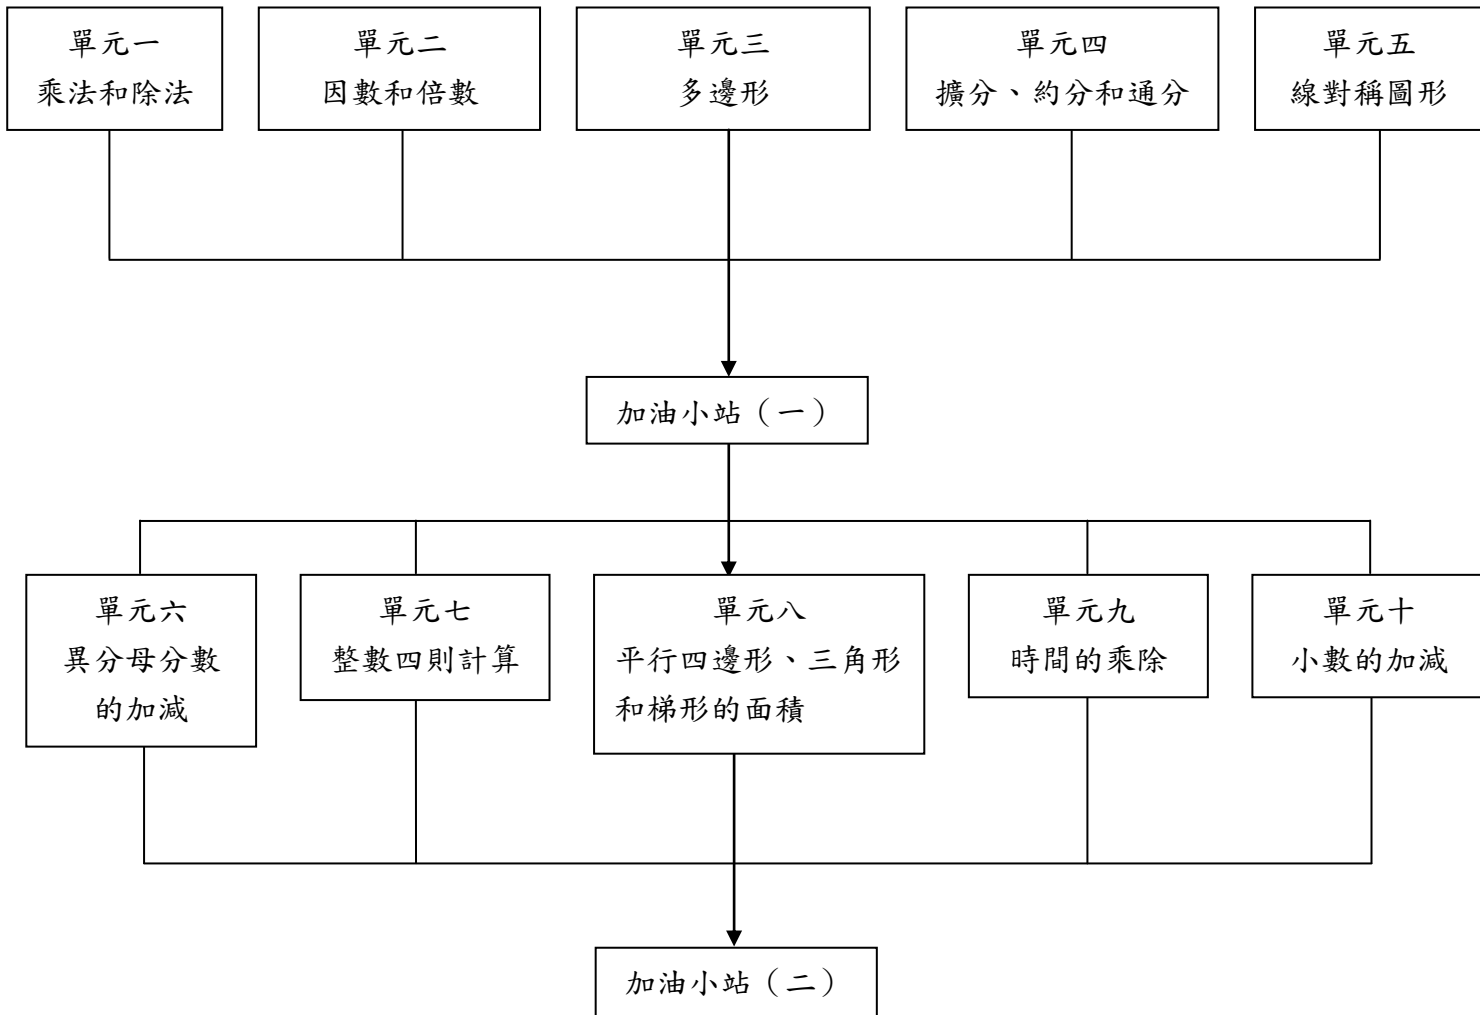 單元一
乘法和除法
單元二
因數和倍數
單元三
多邊形
單元四
擴分、約分和通分
單元五
線對稱圖形
加油小站（一）
單元六
異分母分數
的加減
單元七
整數四則計算
單元八
平行四邊形、三角形
和梯形的面積
單元九
時間的乘除
單元十
小數的加減
加油小站（二）